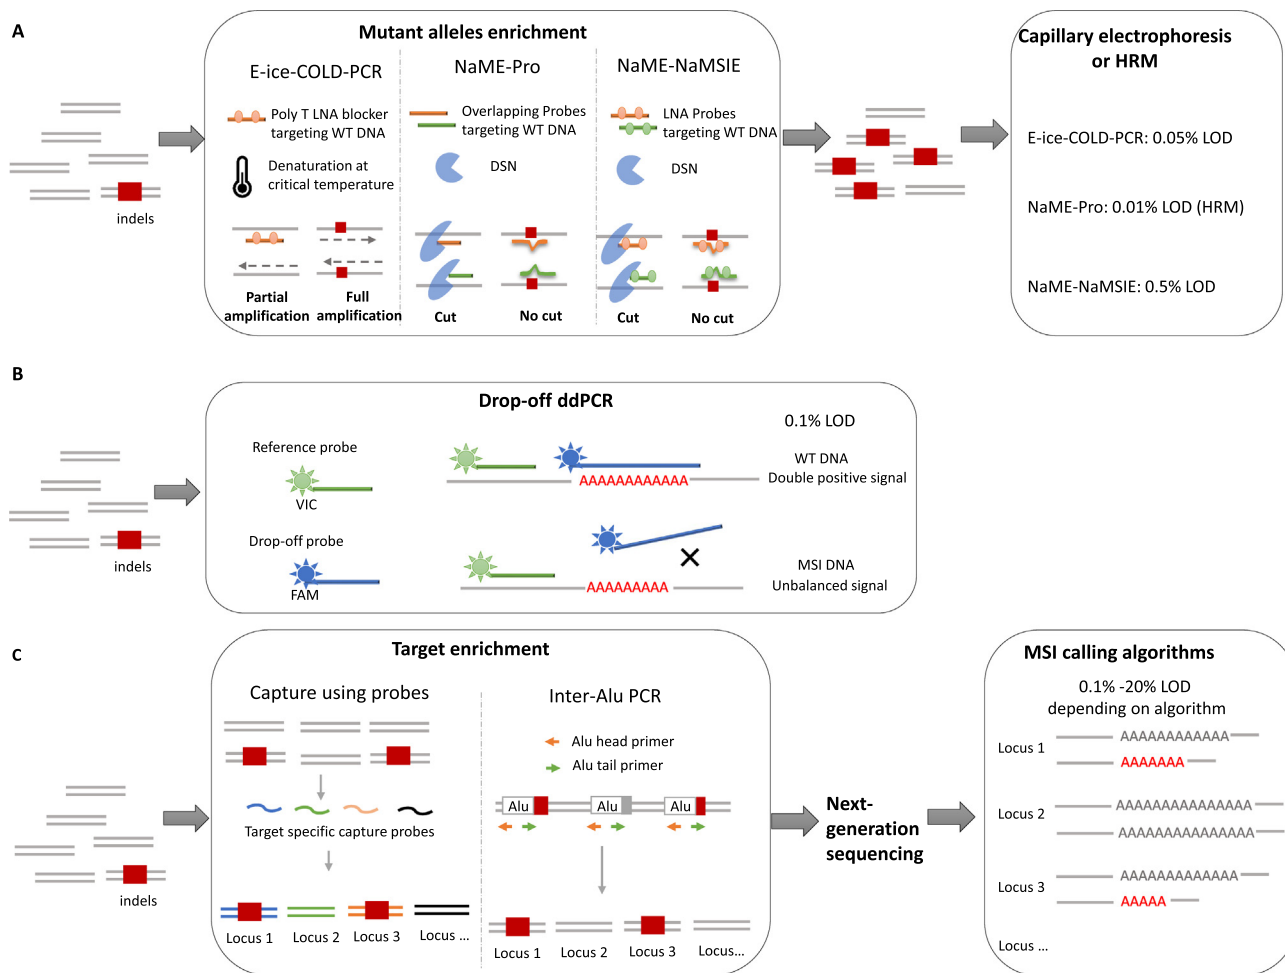 A
Mutant alleles enrichment
E-ice-COLD-PCR
Poly T LNA blocker
targeting WT DNA
Denaturation at
critical temperature
Partial
amplification
Full
amplification
NaME-Pro
Overlapping Probes
targeting WT DNA
DSN
Cut
No cut
NaME-NaMSIE
LNA Probes
targeting WT DNA
DSN
Cut
No cut
indels
Capillary electrophoresis
or HRM
E-ice-COLD-PCR: 0.05% LOD
NaME-Pro: 0.01% LOD (HRM)
NaME-NaMSIE: 0.5% LOD
B
Drop-off ddPCR
0.1% LOD
Reference probe
VIC
Drop-off probe
FAM
AAAAAAAAAAAA
WT DNA
Double positive signal
AAAAAAAAA
MSI DNA
Unbalanced signal
indels
C
Target enrichment
Capture using probes
Target specific capture probes
Locus 1
Locus 2
Locus 3
Locus ...
Inter-Alu PCR
Alu head primer
Alu tail primer
Alu
Alu
Alu
Locus 1
Locus 2
Locus 3
Locus...
indels
Next-
generation
sequencing
MSI calling algorithms
0.1% -20% LOD
depending on algorithm
Locus 1
AAAAAAAAAAAA
AAAAAAA
Locus 2
AAAAAAAAAAAAAAA
AAAAAAAAAAAAAAA
Locus 3
AAAAAAAAAAAAA
AAAAA
Locus ...